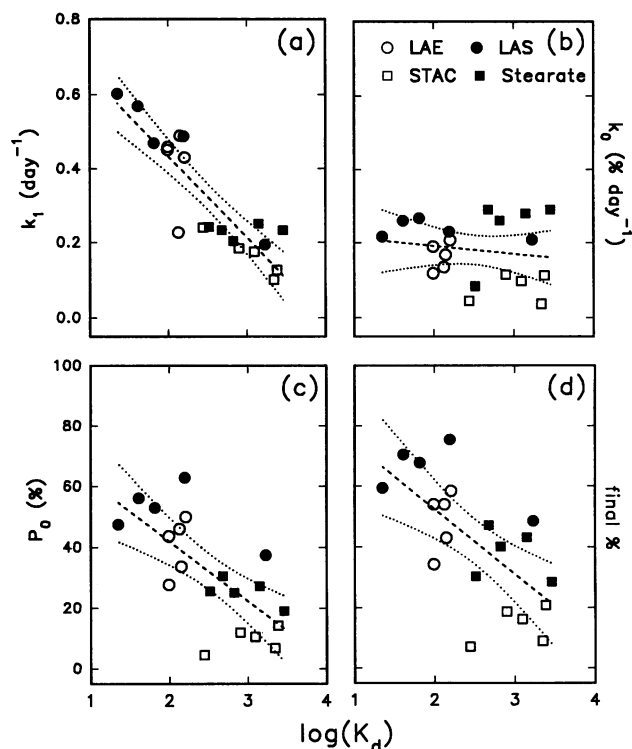 0.8
(a)
(b)
LAE
LAS
STAC
Stearate
0.6
0.4
0.2
0.0
k₁ (day⁻¹)
k₀ (% day⁻¹)
100
(c)
(d)
80
60
40
20
0
P₀ (%)
final %
1 2 3 4
1 2 3 4
log(K_d)